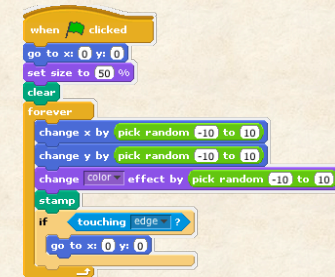 when clicked
go to x: 0 y: 0
set size to 50 %
clear
forever
change x by pick random -10 to 10
change y by pick random -10 to 10
change color effect by pick random -10 to 10
stamp
if touching edge ?
go to x: 0 y: 0